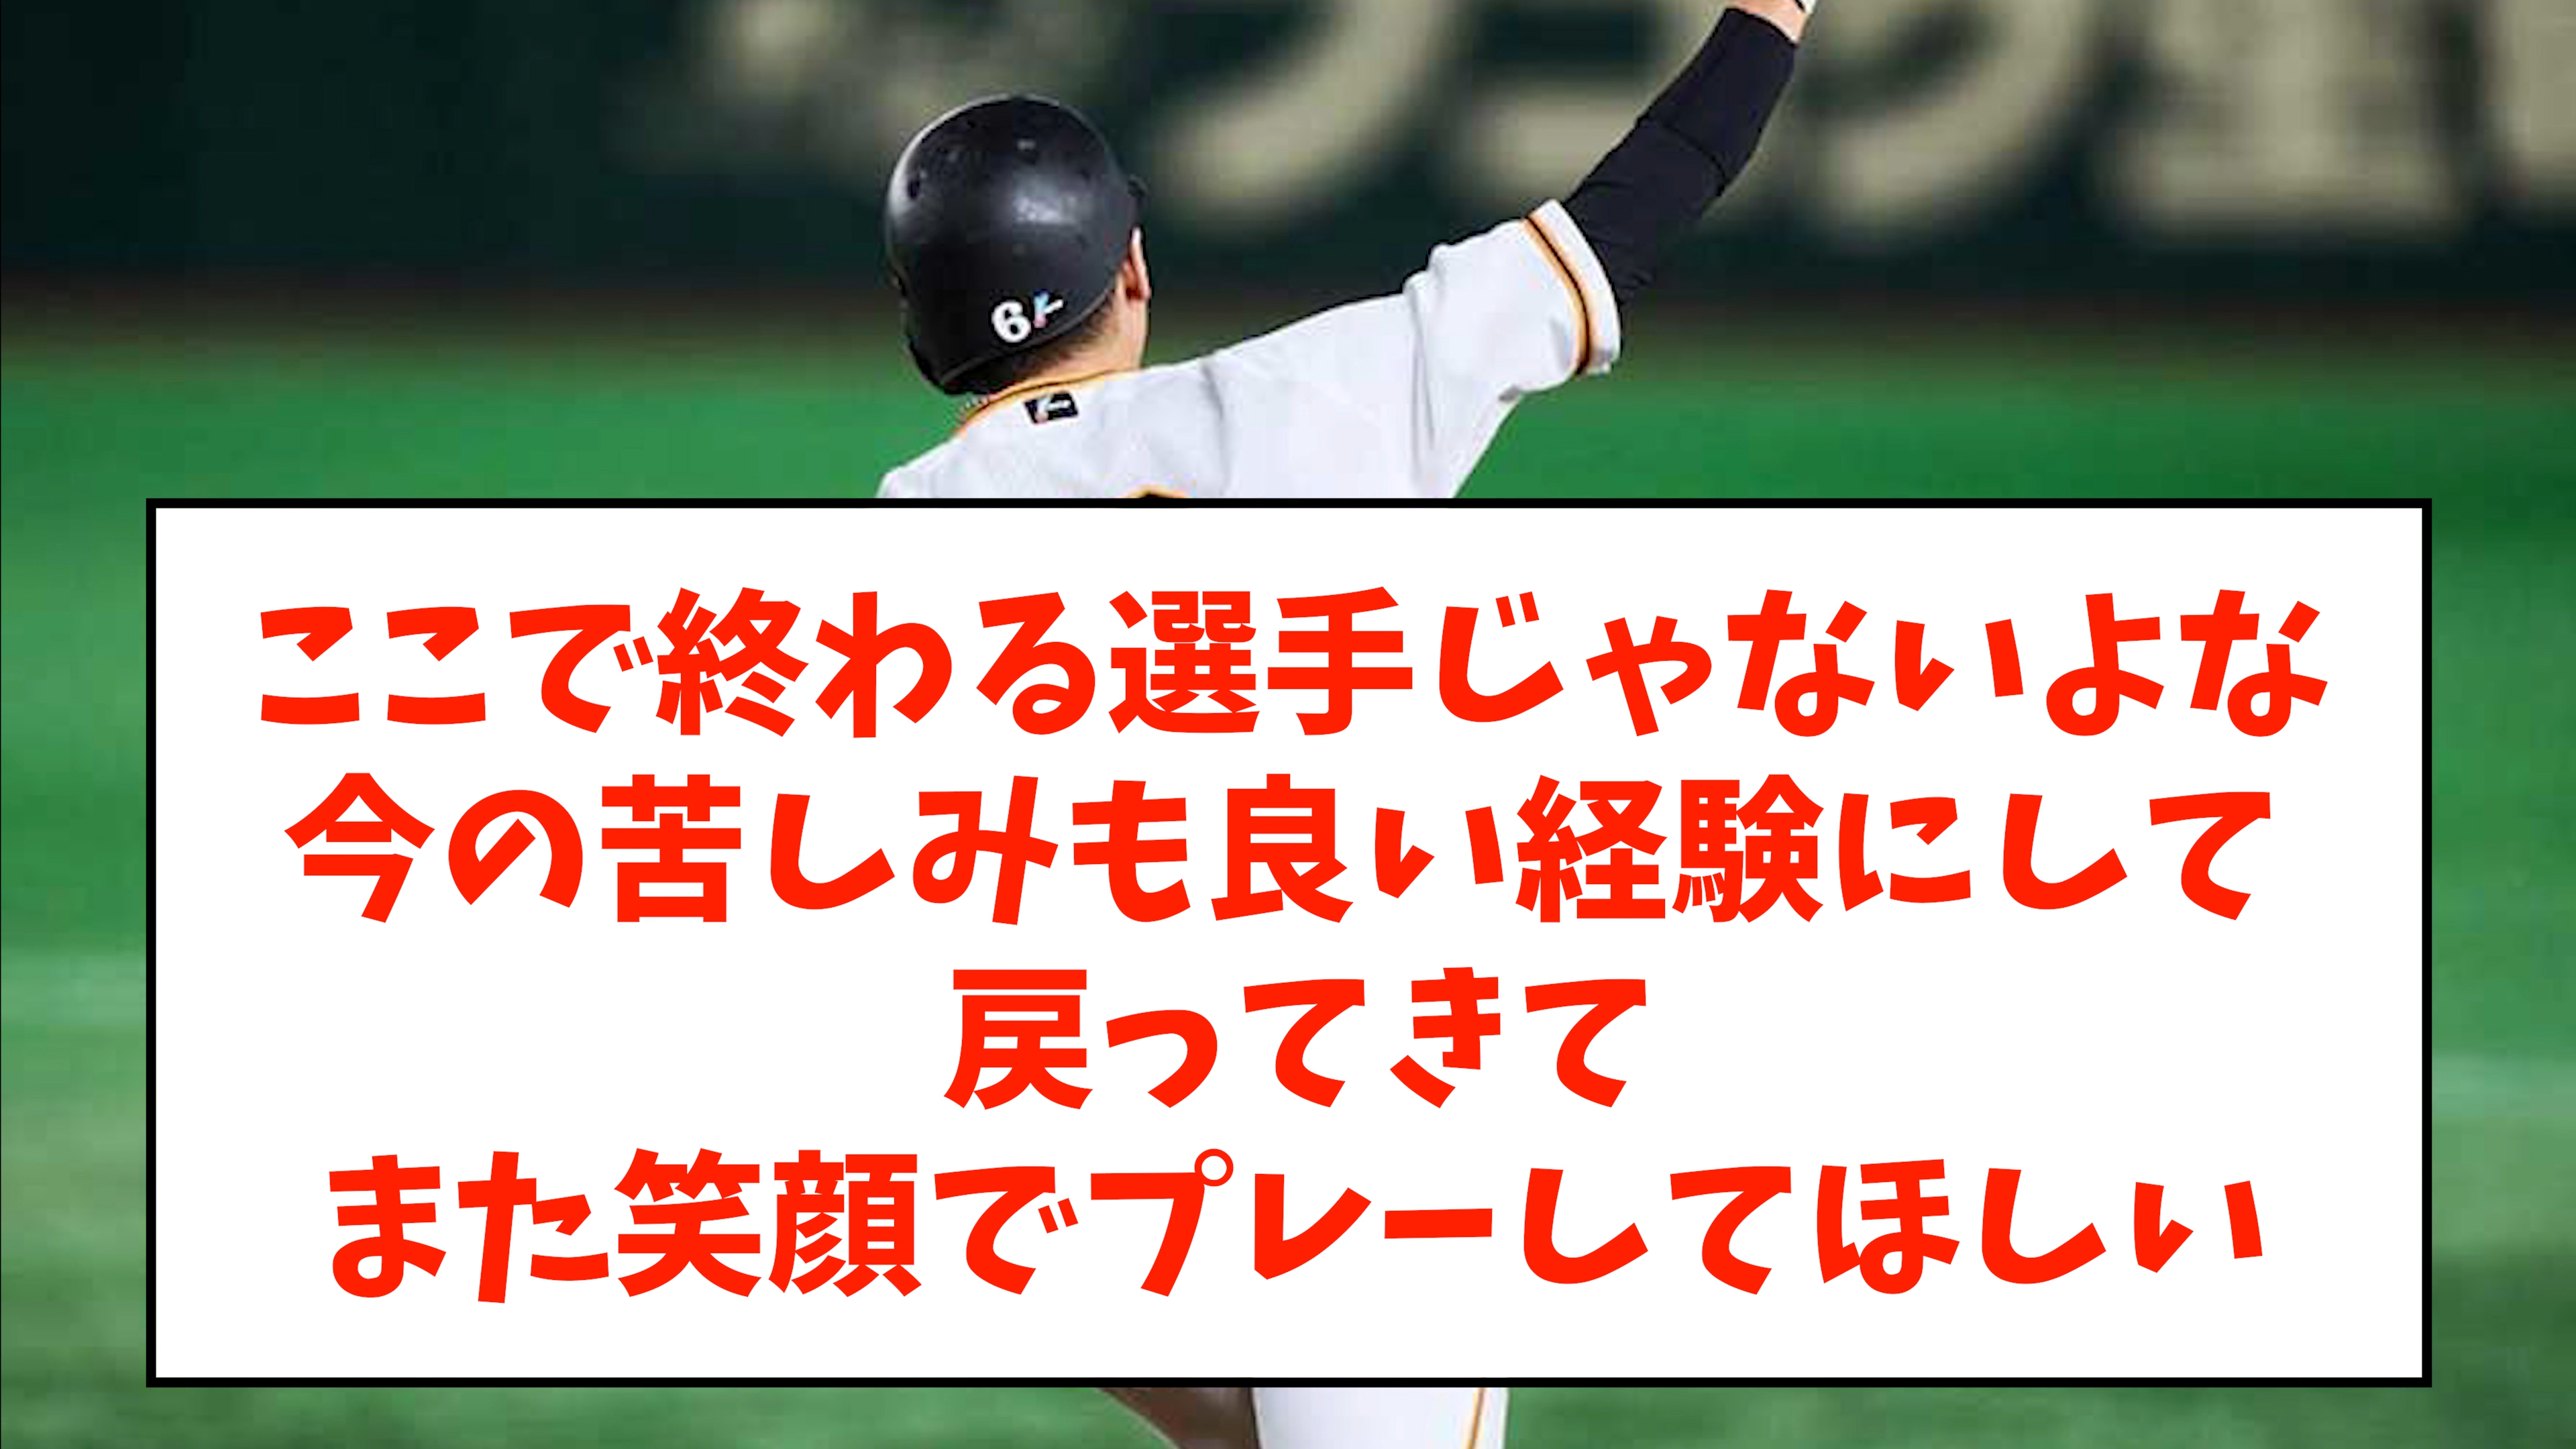 6
ここで終わる選手じゃないよな
今の苦しみも良い経験にして
戻ってきて
また笑顔でプレーしてほしい